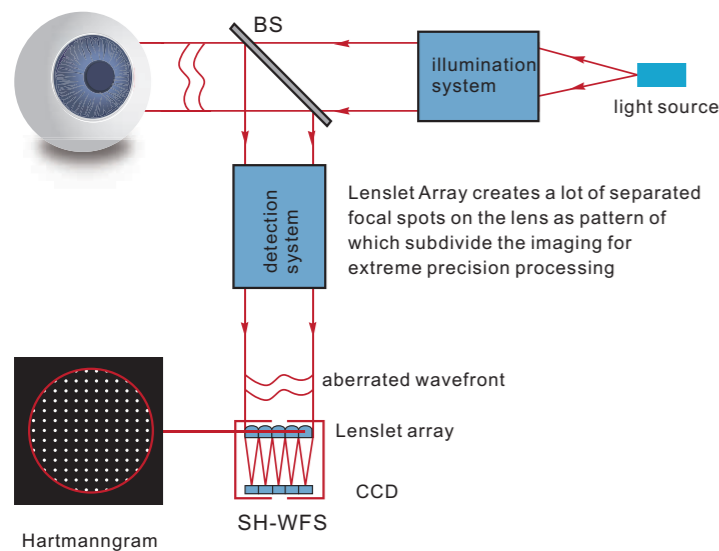 BS
illumination
system
light source
detection
system
Lenslet Array creates a lot of separated
focal spots on the lens as pattern of
which subdivide the imaging for
extreme precision processing
aberrated wavefront
Lenslet array
CCD
SH-WFS
Hartmanngram